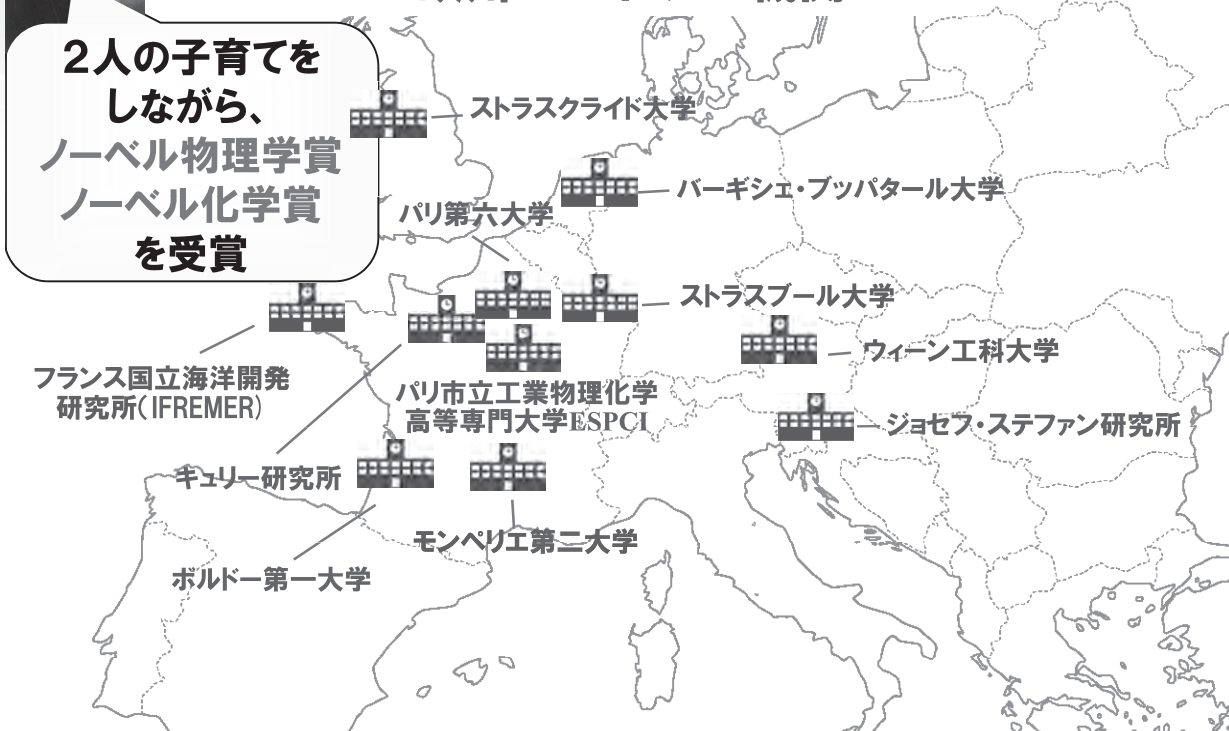 2人の子育てを
しながら、
ノーベル物理学賞
ノーベル化学賞
を受賞
ストラスクライド大学
バーギシェ・ブッパタール大学
パリ第六大学
ストラスブール大学
ウィーン工科大学
フランス国立海洋開発
研究所(IFREMER)
パリ市立工業物理化学
高等専門大学ESPCI
ジョセフ・ステファン研究所
キュリー研究所
モンペリエ第二大学
ボルドー第一大学